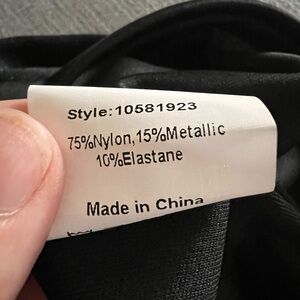 Style:10581923
75%Nylon,15%Metallic
10%Elastane
Made in China